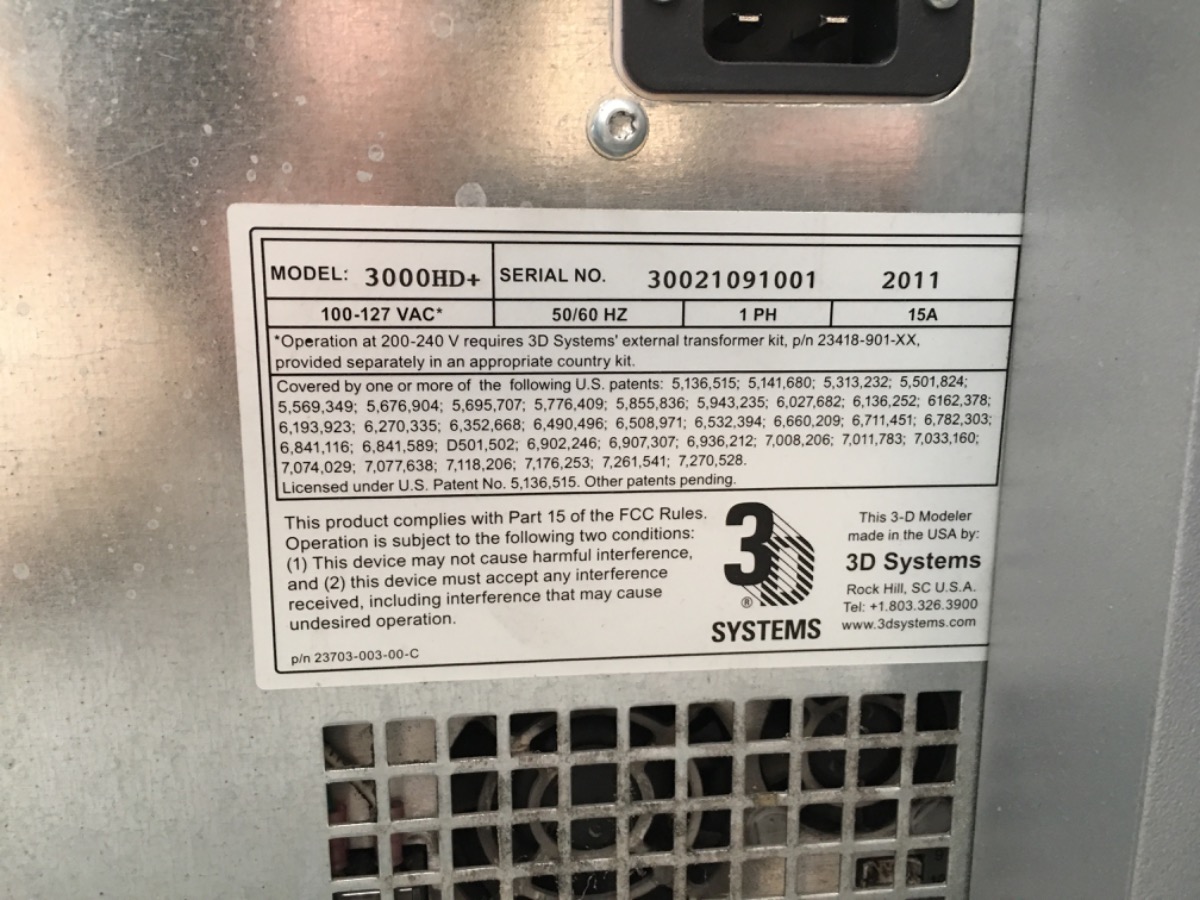 MODEL: 3000HD+ SERIAL NO. 30021091001 2011
100-127 VAC* 50/60 HZ 1 PH 15A
*Operation at 200-240 V requires 3D Systems' external transformer kit, p/n 23418-901-XX,
provided separately in an appropriate country kit.
Covered by one or more of the following U.S. patents: 5,136,515; 5,141,680; 5,313,232; 5,501,824;
5,569,349; 5,676,904; 5,695,707; 5,776,409; 5,855,836; 5,943,235; 6,027,682; 6,136,252; 6162,378;
6,193,923; 6,270,335; 6,352,668; 6,490,496; 6,508,971; 6,532,394; 6,660,209; 6,711,451; 6,782,303;
6,841,116; 6,841,589; D501,502; 6,902,246; 6,907,307; 6,936,212; 7,008,206; 7,011,783; 7,033,160;
7,074,029; 7,077,638; 7,118,206; 7,176,253; 7,261,541; 7,270,528.
Licensed under U.S. Patent No. 5,136,515. Other patents pending.
This product complies with Part 15 of the FCC Rules.
Operation is subject to the following two conditions:
(1) This device may not cause harmful interference,
and (2) this device must accept any interference
received, including interference that may cause
undesired operation.
p/n 23703-003-00-C
3D
®
SYSTEMS
This 3-D Modeler
made in the USA by:
3D Systems
Rock Hill, SC U.S.A.
Tel: +1.803.326.3900
www.3dsystems.com